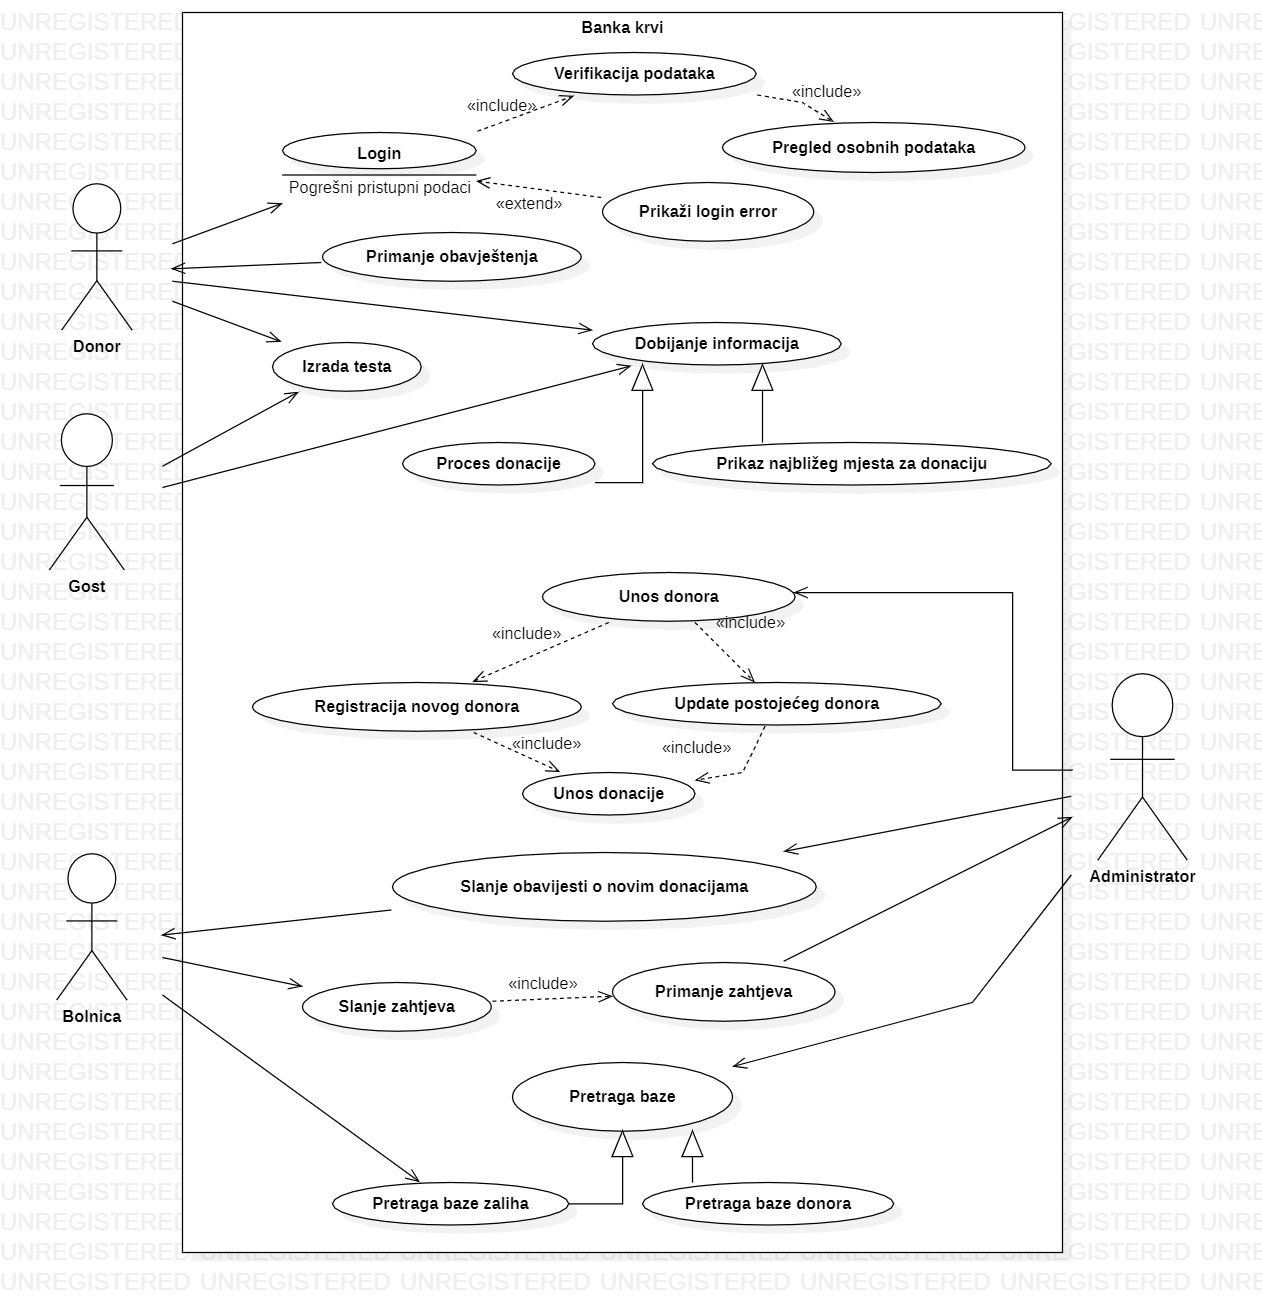 Banka krvi
Verifikacija podataka
«include»
«include»
Login
Pregled osobnih podataka
Pogrešni pristupni podaci
«extend»
Prikaži login error
Primanje obavještenja
Donor
Dobijanje informacija
Izrada testa
Proces donacije
Prikaz najbližeg mjesta za donaciju
Gost
Unos donora
«include»
«include»
Registracija novog donora
Update postojećeg donora
«include»
«include»
Unos donacije
Slanje obavijesti o novim donacijama
Administrator
«include»
Primanje zahtjeva
Slanje zahtjeva
Bolnica
Pretraga baze
Pretraga baze zaliha
Pretraga baze donora
UNREGISTERED UNREGISTERED UNREGISTERED UNREGISTERED UNREGISTERED UNREGISTERED UNRE